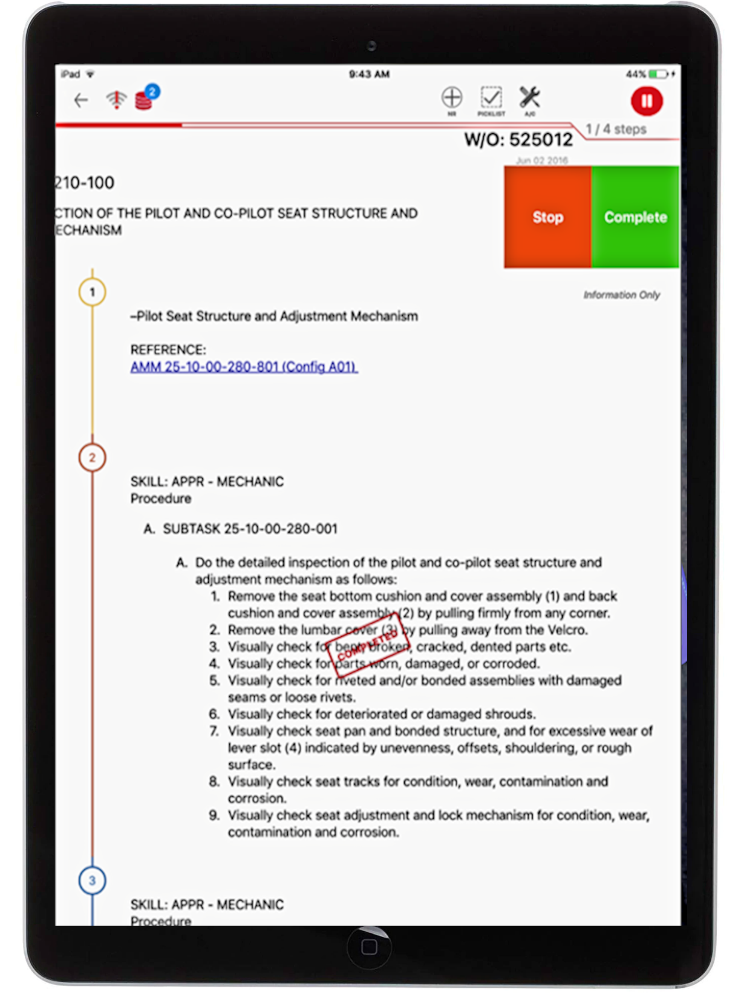 iPad
9:43 AM
44%
2
NR
PICKLIST
A/C
1 / 4 steps
W/O: 525012
Jun 02 2016
210-100
CTION OF THE PILOT AND CO-PILOT SEAT STRUCTURE AND
ECHANISM
Stop
Complete
1
Information Only
–Pilot Seat Structure and Adjustment Mechanism
REFERENCE:
AMM 25-10-00-280-801 (Config A01)
2
SKILL: APPR - MECHANIC
Procedure
A. SUBTASK 25-10-00-280-001
A. Do the detailed inspection of the pilot and co-pilot seat structure and
adjustment mechanism as follows:
1. Remove the seat bottom cushion and cover assembly (1) and back
cushion and cover assembly (2) by pulling firmly from any corner.
2. Remove the lumbar cover (3) by pulling away from the Velcro.
3. Visually check for bent, broken, cracked, dented parts etc.
4. Visually check for parts worn, damaged, or corroded.
COMPLETED
5. Visually check for riveted and/or bonded assemblies with damaged
seams or loose rivets.
6. Visually check for deteriorated or damaged shrouds.
7. Visually check seat pan and bonded structure, and for excessive wear of
lever slot (4) indicated by unevenness, offsets, shouldering, or rough
surface.
8. Visually check seat tracks for condition, wear, contamination and
corrosion.
9. Visually check seat adjustment and lock mechanism for condition, wear,
contamination and corrosion.
3
SKILL: APPR - MECHANIC
Procedure